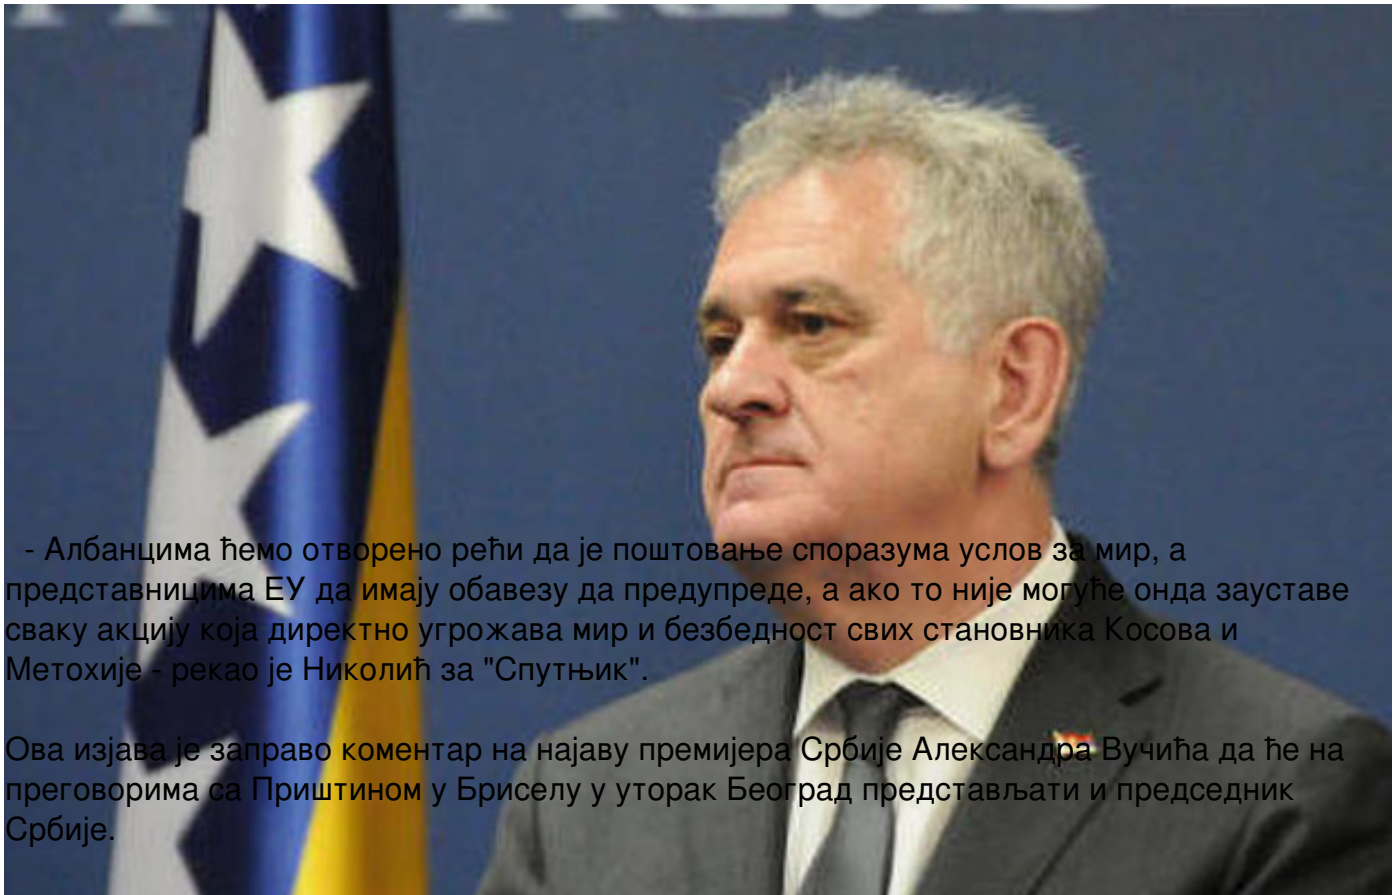 - Албанцима ћемо отворено рећи да је поштовање споразума услов за мир, а
представницима ЕУ да имају обавезу да предупреде, а ако то није могуће онда зауставе
сваку акцију која директно угрожава мир и безбедност свих становника Косова и
Метохије - рекао је Николић за "Спутњик".
Ова изјава је заправо коментар на најаву премијера Србије Александра Вучића да ће на
преговорима са Приштином у Бриселу у уторак Београд представљати и председник
Србије.